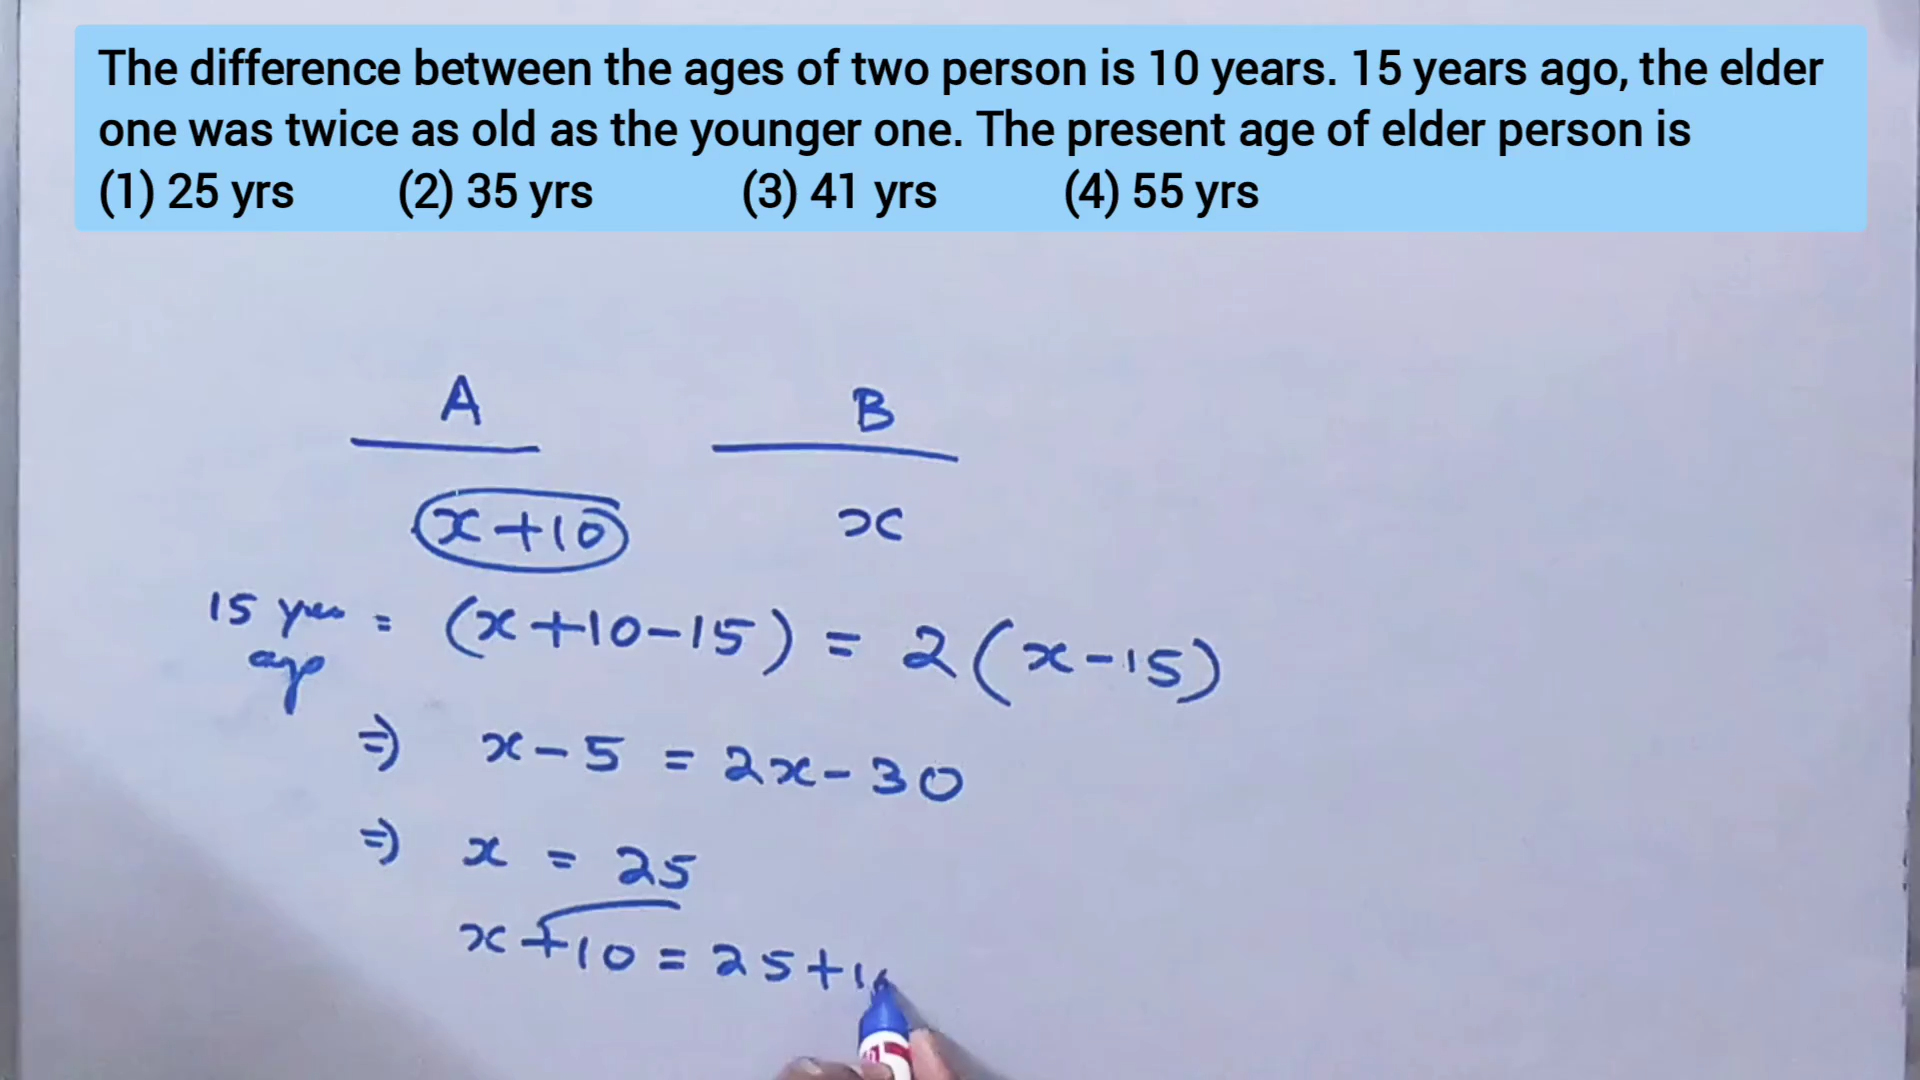 The difference between the ages of two person is 10 years. 15 years ago, the elder
one was twice as old as the younger one. The present age of elder person is
(1) 25 yrs (2) 35 yrs (3) 41 yrs (4) 55 yrs
A B
x+10 x
15 yrs = (x+10-15) = 2(x-15)
ago
⇒ x-5 = 2x-30
⇒ x = 25
x+10 = 25+1